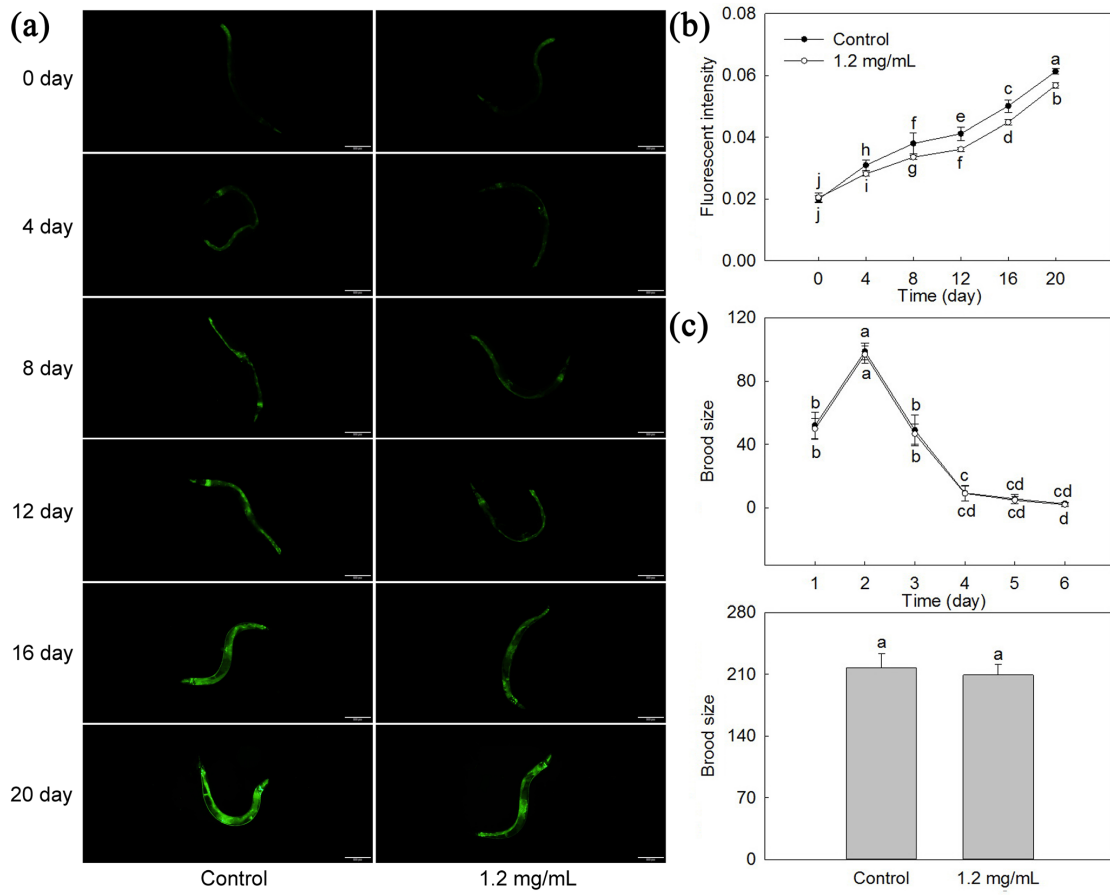 (a)
0 day
4 day
8 day
12 day
16 day
20 day
Control
1.2 mg/mL
(b)
Control
1.2 mg/mL
Fluorescent intensity
0.08
0.06
0.04
0.02
0.00
j
h
f
e
c
a
j
i
g
f
d
b
0 4 8 12 16 20
Time (day)
(c)
Brood size
120
80
40
0
b
a
b
c
cd
cd
b
a
b
cd
cd
d
1 2 3 4 5 6
Time (day)
Brood size
280
210
140
70
0
a
a
Control 1.2 mg/mL